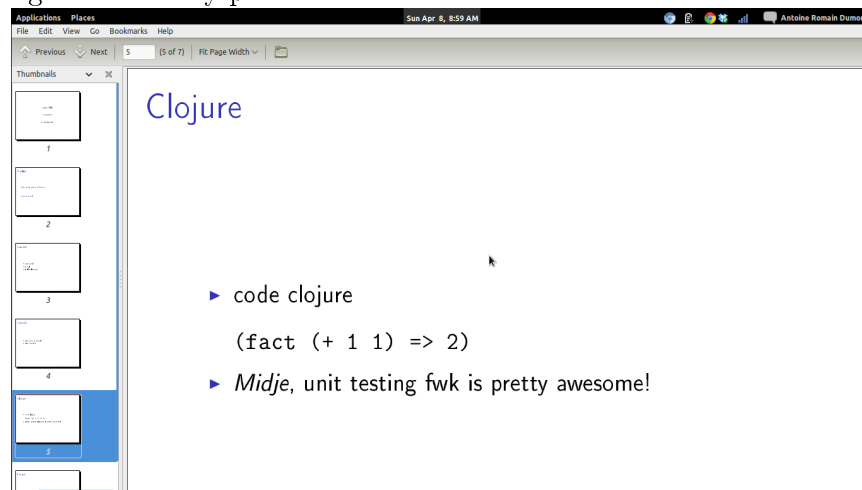 Applications Places Sun Apr 8, 8:59 AM Antoine Romain Dumon
File Edit View Go Bookmarks Help
Previous Next 5 (5 of 7) Fit Page Width
Thumbnails
1
2
3
4
5
Clojure
code clojure
(fact (+ 1 1) => 2)
Midje, unit testing fwk is pretty awesome!